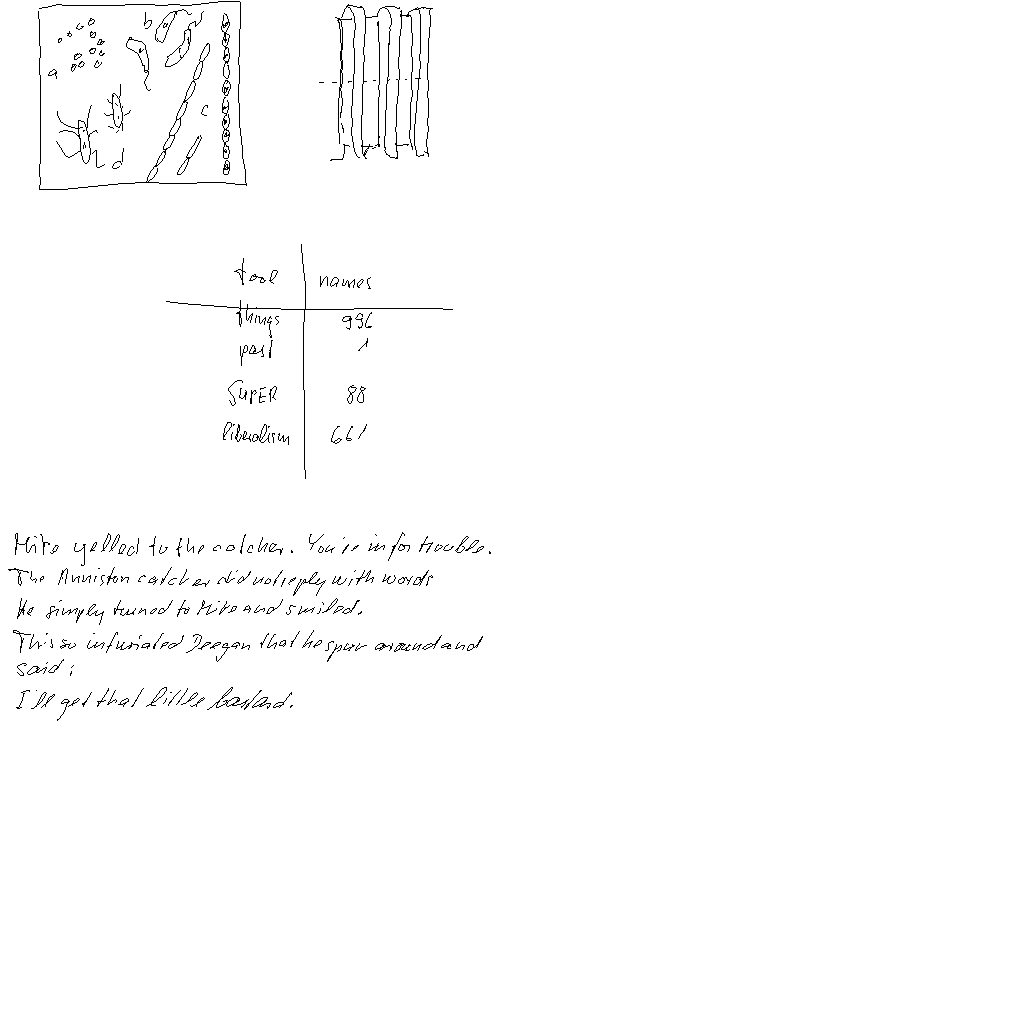 b
a
c
d
tool names
things 996
past 1
SUPER 88
liberalism 661
Mike yelled to the catcher. You're in for trouble.
The Anniston catcher did not reply with words
He simply turned to Mike and smiled.
This so infuriated Deegan that he spun around and
said:
I'll get that little bastard.